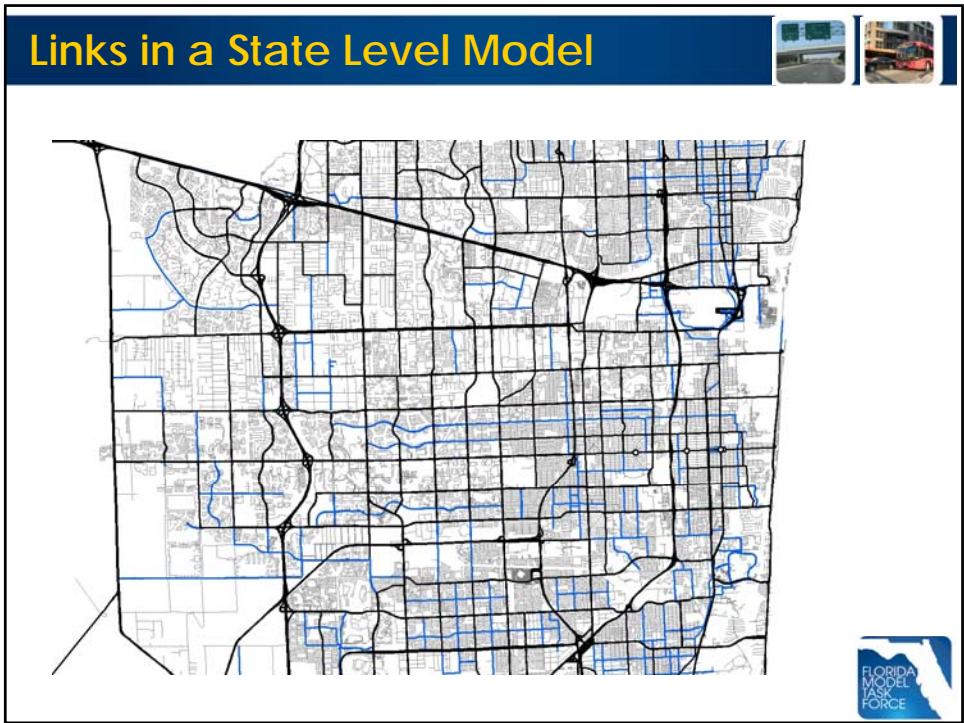 Links in a State Level Model
FLORIDA
MODEL
TASK
FORCE